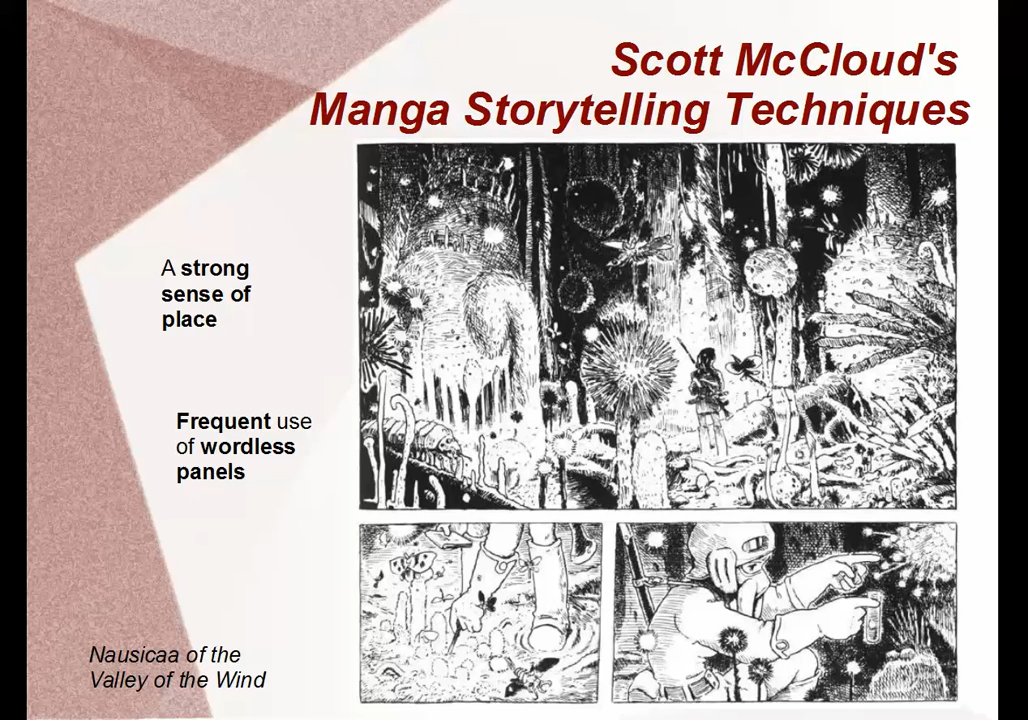 Scott McCloud's
Manga Storytelling Techniques
A strong
sense of
place
Frequent use
of wordless
panels
Nausicaa of the
Valley of the Wind